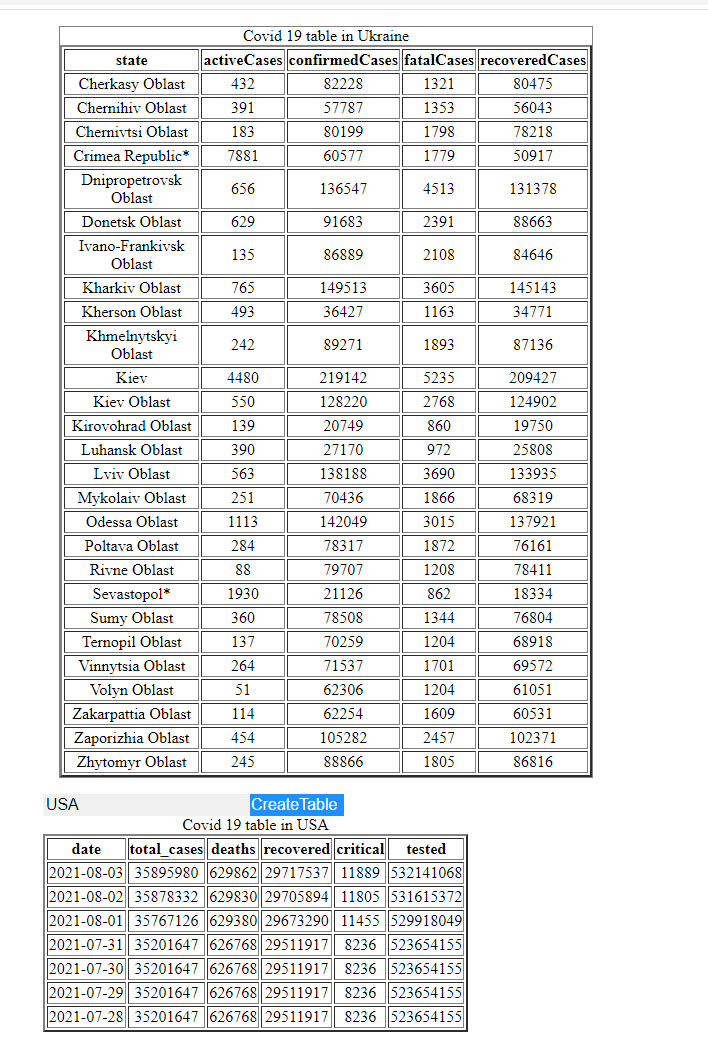 Covid 19 table in Ukraine
state activeCases confirmedCases fatalCases recoveredCases
Cherkasy Oblast 432 82228 1321 80475
Chernihiv Oblast 391 57787 1353 56043
Chernivtsi Oblast 183 80199 1798 78218
Crimea Republic* 7881 60577 1779 50917
Dnipropetrovsk
Oblast 656 136547 4513 131378
Donetsk Oblast 629 91683 2391 88663
Ivano-Frankivsk
Oblast 135 86889 2108 84646
Kharkiv Oblast 765 149513 3605 145143
Kherson Oblast 493 36427 1163 34771
Khmelnytskyi
Oblast 242 89271 1893 87136
Kiev 4480 219142 5235 209427
Kiev Oblast 550 128220 2768 124902
Kirovohrad Oblast 139 20749 860 19750
Luhansk Oblast 390 27170 972 25808
Lviv Oblast 563 138188 3690 133935
Mykolaiv Oblast 251 70436 1866 68319
Odessa Oblast 1113 142049 3015 137921
Poltava Oblast 284 78317 1872 76161
Rivne Oblast 88 79707 1208 78411
Sevastopol* 1930 21126 862 18334
Sumy Oblast 360 78508 1344 76804
Ternopil Oblast 137 70259 1204 68918
Vinnytsia Oblast 264 71537 1701 69572
Volyn Oblast 51 62306 1204 61051
Zakarpattia Oblast 114 62254 1609 60531
Zaporizhia Oblast 454 105282 2457 102371
Zhytomyr Oblast 245 88866 1805 86816
USA CreateTable
Covid 19 table in USA
date total_cases deaths recovered critical tested
2021-08-03 35895980 629862 29717537 11889 532141068
2021-08-02 35878332 629830 29705894 11805 531615372
2021-08-01 35767126 629380 29673290 11455 529918049
2021-07-31 35201647 626768 29511917 8236 523654155
2021-07-30 35201647 626768 29511917 8236 523654155
2021-07-29 35201647 626768 29511917 8236 523654155
2021-07-28 35201647 626768 29511917 8236 523654155